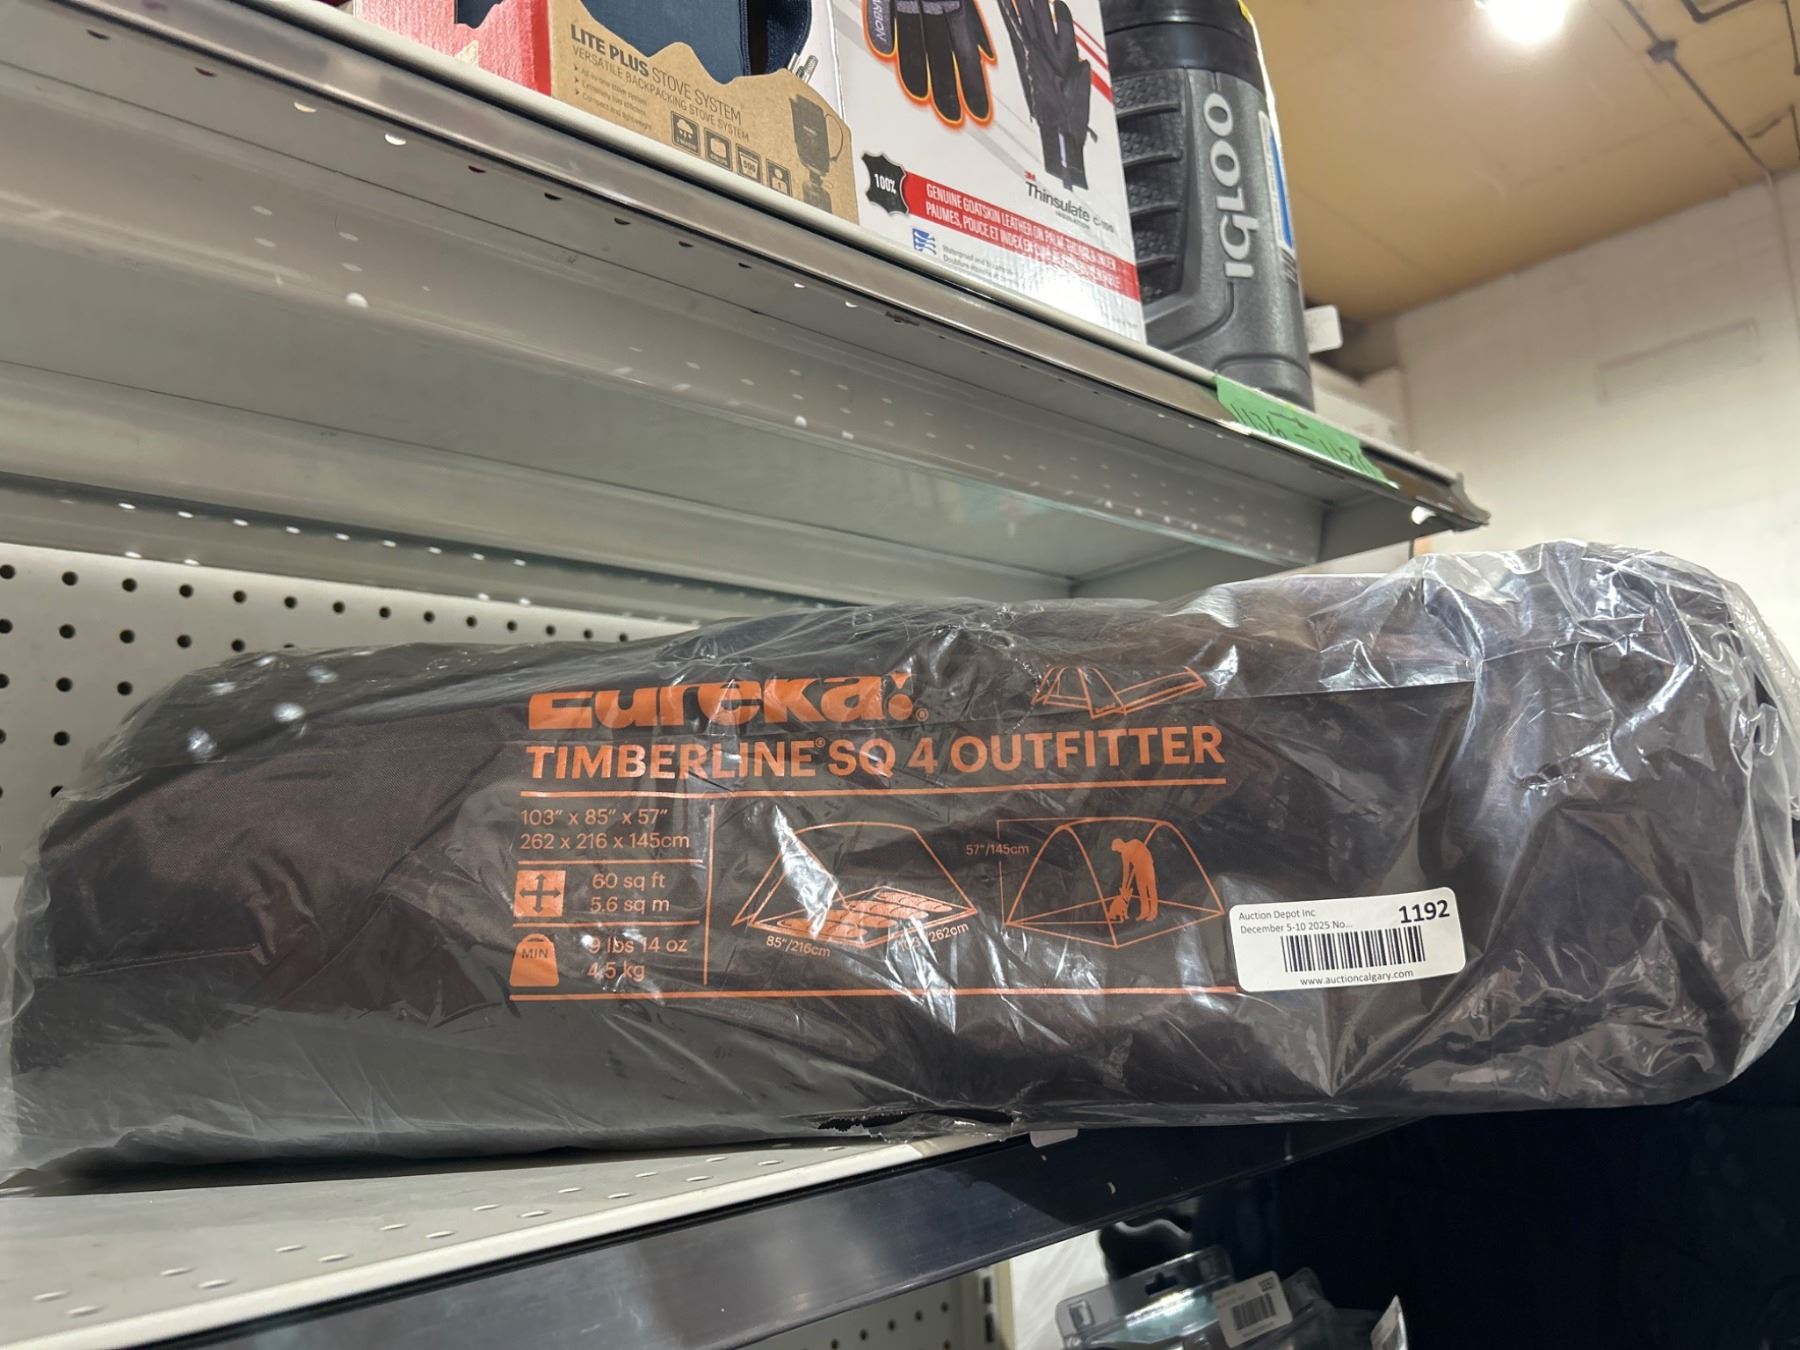 LITE PLUS STOVE SYSTEM
VERSATILE BACKPACKING STOVE SYSTEM
100%
GENUINE GOATSKIN LEATHER ON PALM
PAUMES, POUCE ET INDEX EN
3M
Thinsulate
INSULATION
IGLOO
Eureka!®
TIMBERLINE® SQ 4 OUTFITTER
103" x 85" x 57"
262 x 216 x 145cm
60 sq ft
5.6 sq m
MIN
9 lbs 14 oz
4.5 kg
85"/216cm
/262cm
57"/145cm
Auction Depot Inc
1192
December 5-10 2025 No...
www.auctioncalgary.com